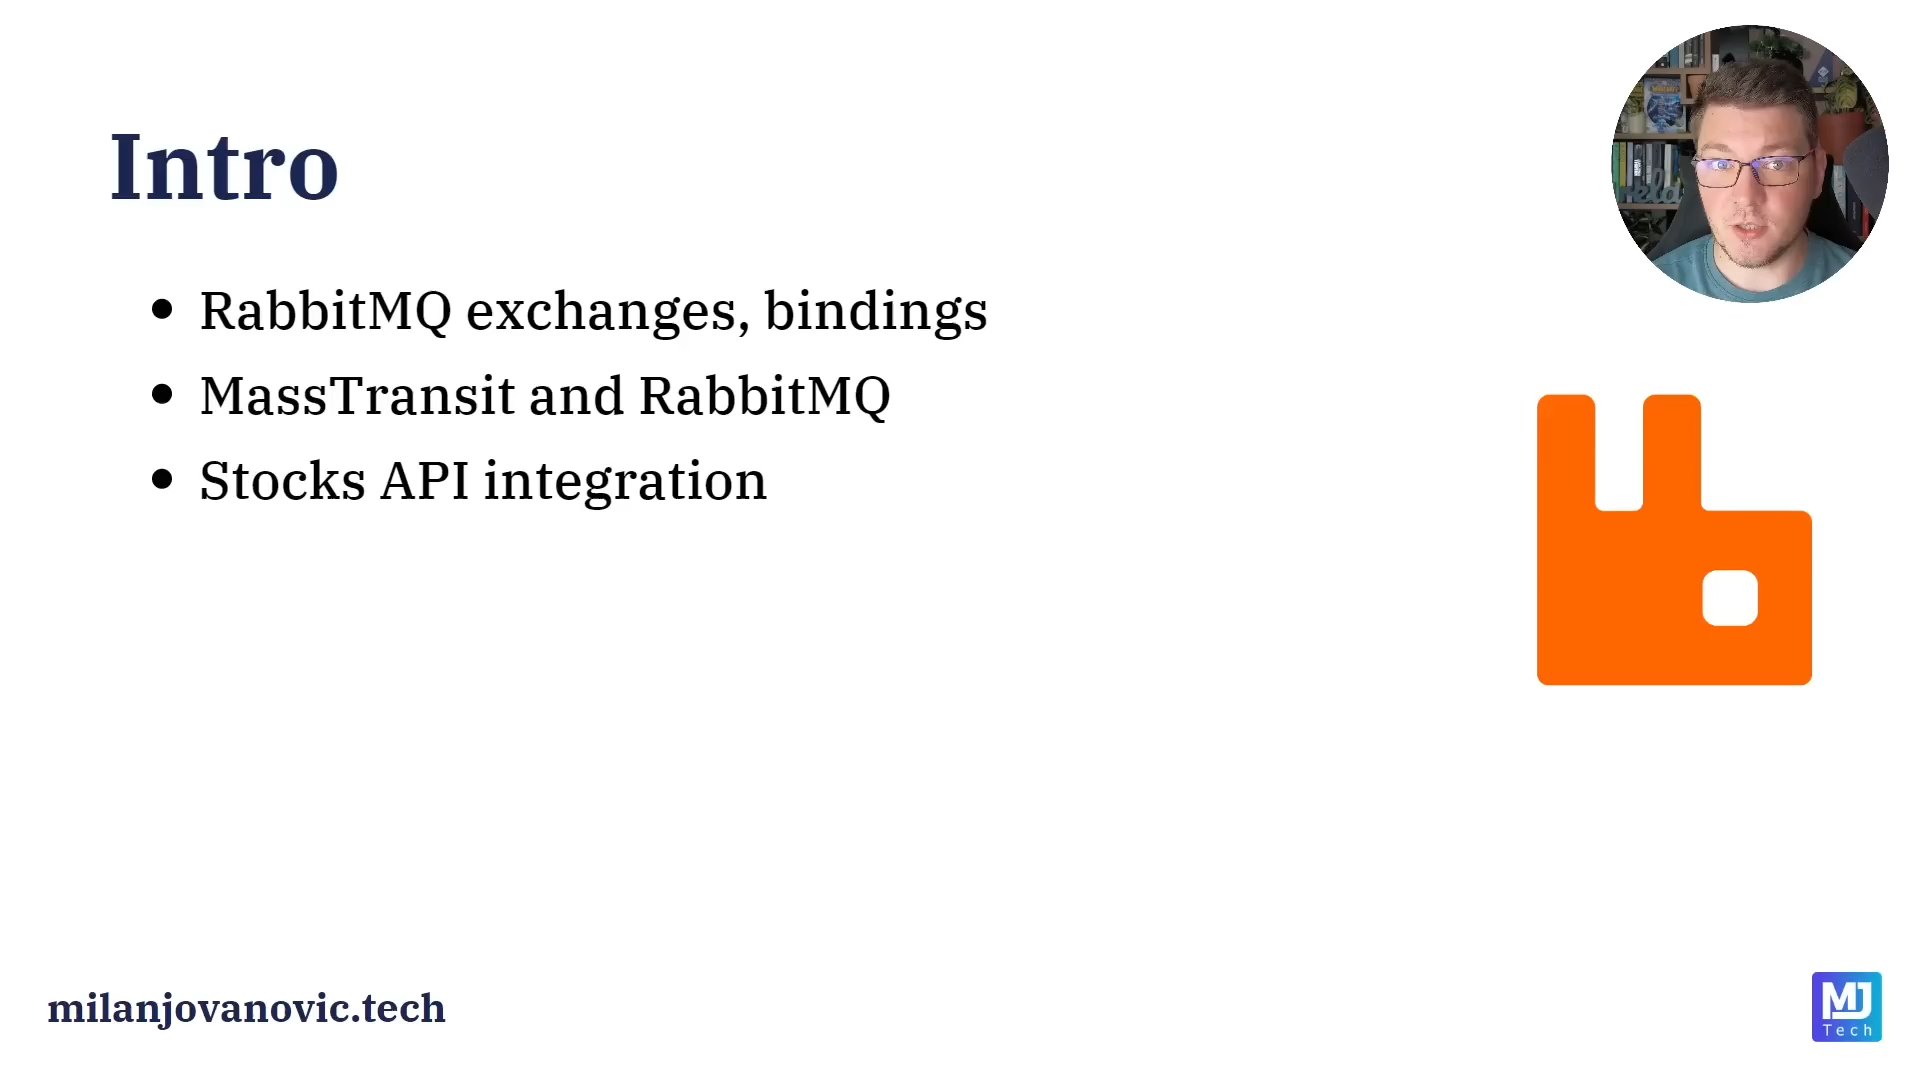 Intro
RabbitMQ exchanges, bindings
MassTransit and RabbitMQ
Stocks API integration
milanjovanovic.tech
MJ
Tech